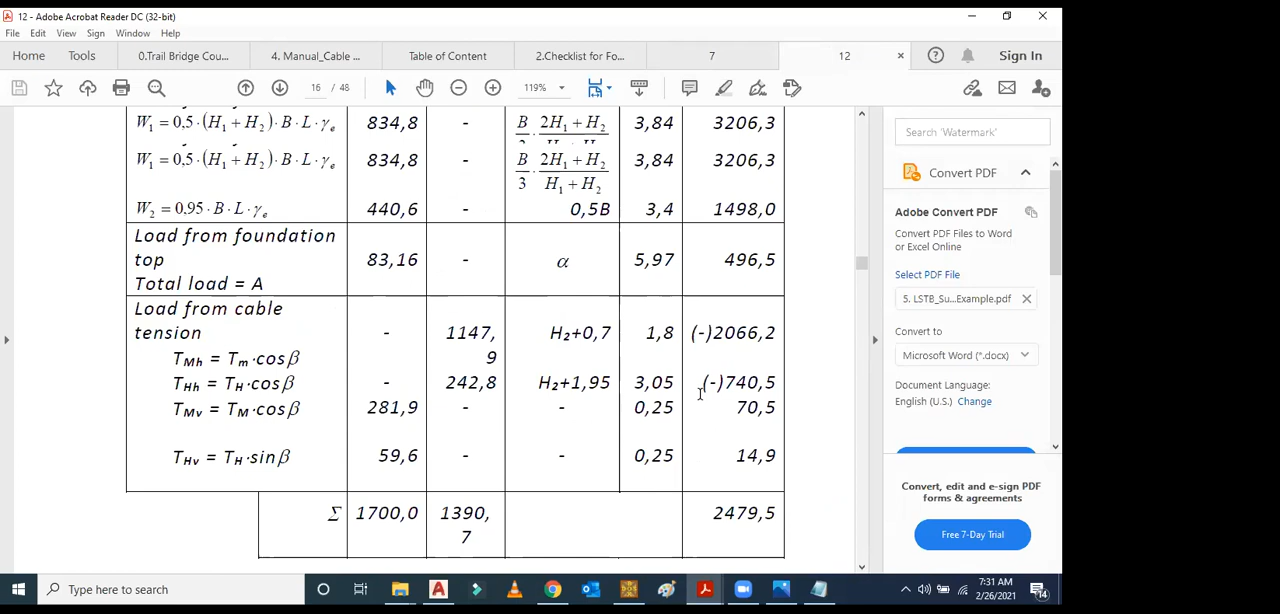 12 - Adobe Acrobat Reader DC (32-bit)
File Edit View Sign Window Help
Home Tools 0.Trail Bridge Cou... 4. Manual_Cable ... Table of Content 2.Checklist for Fo... 7 12 × ? Sign In
16 / 48 119%
W₁ = 0,5·(H₁+H₂)·B·L·γₑ 834,8 - B 2H₁+H₂ 3,84 3206,3
W₁ = 0,5·(H₁+H₂)·B·L·γₑ 834,8 - B/3 · (2H₁+H₂)/(H₁+H₂) 3,84 3206,3
W₂ = 0,95·B·L·γₑ 440,6 - 0,5B 3,4 1498,0
Load from foundation
top 83,16 - α 5,97 496,5
Total load = A
Load from cable
tension - 1147, H₂+0,7 1,8 (-)2066,2
T_Mh = T_m·cosβ 9
T_Hh = T_H·cosβ - 242,8 H₂+1,95 3,05 (-)740,5
T_Mv = T_M·cosβ 281,9 - - 0,25 70,5
T_Hv = T_H·sinβ 59,6 - - 0,25 14,9
Σ 1700,0 1390, 2479,5
7
Search 'Watermark'
Convert PDF
Adobe Convert PDF
Convert PDF Files to Word
or Excel Online
Select PDF File
5. LSTB_Su...Example.pdf ×
Convert to
Microsoft Word (*.docx)
Document Language:
English (U.S.) Change
Convert, edit and e-sign PDF
forms & agreements
Free 7-Day Trial
Type here to search
7:31 AM
2/26/2021
14